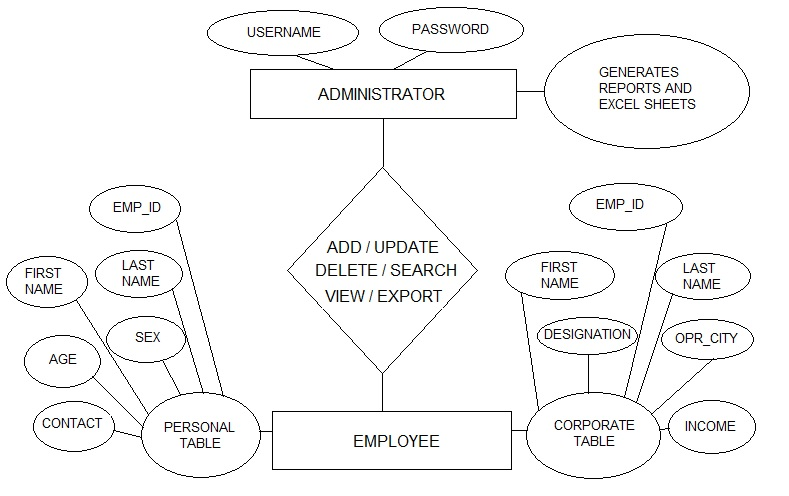 USERNAME
PASSWORD
ADMINISTRATOR
GENERATES
REPORTS AND
EXCEL SHEETS
EMP_ID
FIRST
NAME
LAST
NAME
AGE
SEX
CONTACT
PERSONAL
TABLE
ADD / UPDATE
DELETE / SEARCH
VIEW / EXPORT
EMPLOYEE
EMP_ID
FIRST
NAME
LAST
NAME
DESIGNATION
OPR_CITY
INCOME
CORPORATE
TABLE